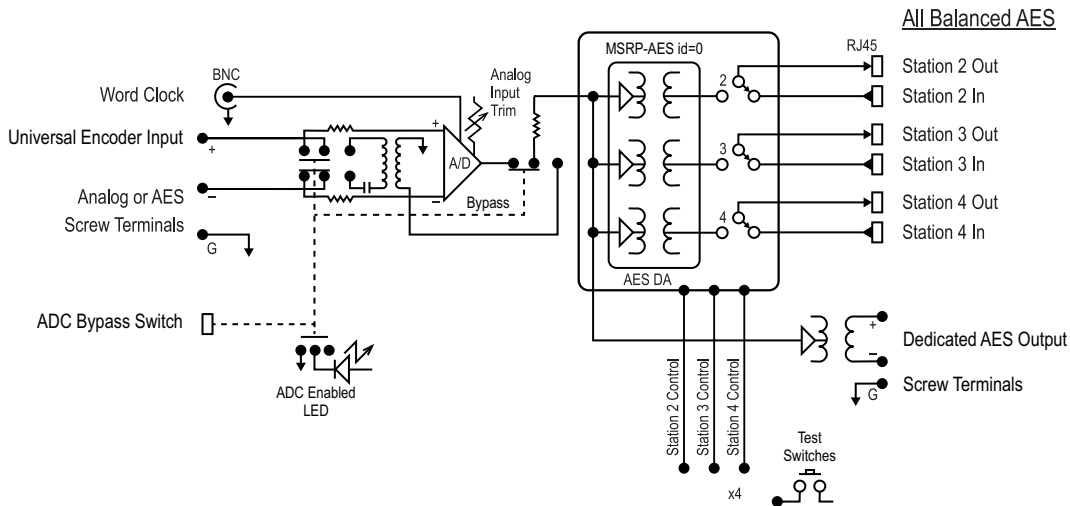 All Balanced AES
MSRP-AES id=0
RJ45
BNC
Analog
Input
Trim
Word Clock
2
Station 2 Out
Station 2 In
Universal Encoder Input
+
+
A/D
3
Station 3 Out
Station 3 In
Analog or AES
–
–
Bypass
Screw Terminals
G
4
Station 4 Out
Station 4 In
AES DA
ADC Bypass Switch
+
–
Dedicated AES Output
G
Screw Terminals
ADC Enabled
LED
Station 2 Control
Station 3 Control
Station 4 Control
Test
Switches
x4